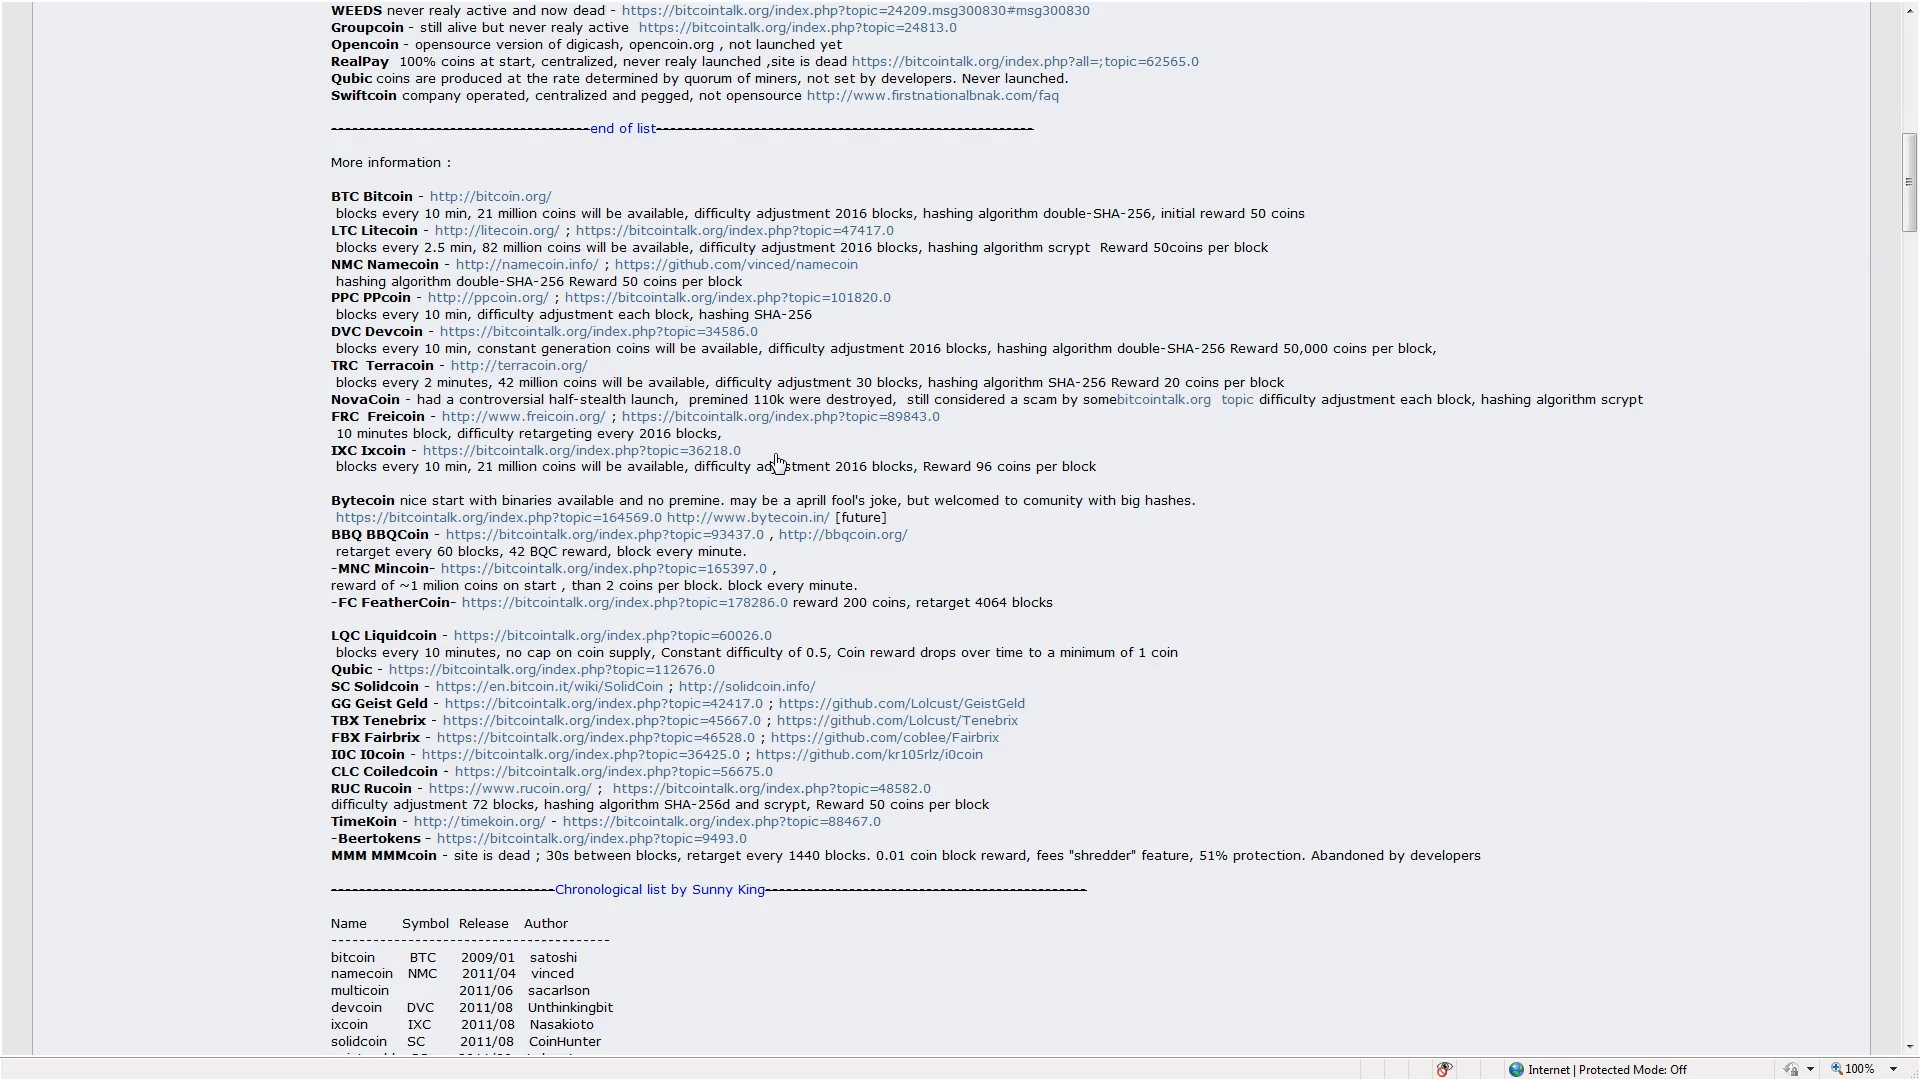 WEEDS never realy active and now dead - https://bitcointalk.org/index.php?topic=24209.msg300830#msg300830
Groupcoin - still alive but never realy active https://bitcointalk.org/index.php?topic=24813.0
Opencoin - opensource version of digicash, opencoin.org , not launched yet
RealPay 100% coins at start, centralized, never realy launched ,site is dead https://bitcointalk.org/index.php?all=;topic=62565.0
Qubic coins are produced at the rate determined by quorum of miners, not set by developers. Never launched.
Swiftcoin company operated, centralized and pegged, not opensource http://www.firstnationalbnak.com/faq
-------------------------------------end of list------------------------------------------------------
More information :
BTC Bitcoin - http://bitcoin.org/
blocks every 10 min, 21 million coins will be available, difficulty adjustment 2016 blocks, hashing algorithm double-SHA-256, initial reward 50 coins
LTC Litecoin - http://litecoin.org/ ; https://bitcointalk.org/index.php?topic=47417.0
blocks every 2.5 min, 82 million coins will be available, difficulty adjustment 2016 blocks, hashing algorithm scrypt Reward 50coins per block
NMC Namecoin - http://namecoin.info/ ; https://github.com/vinced/namecoin
hashing algorithm double-SHA-256 Reward 50 coins per block
PPC PPcoin - http://ppcoin.org/ ; https://bitcointalk.org/index.php?topic=101820.0
blocks every 10 min, difficulty adjustment each block, hashing SHA-256
DVC Devcoin - https://bitcointalk.org/index.php?topic=34586.0
blocks every 10 min, constant generation coins will be available, difficulty adjustment 2016 blocks, hashing algorithm double-SHA-256 Reward 50,000 coins per block,
TRC Terracoin - http://terracoin.org/
blocks every 2 minutes, 42 million coins will be available, difficulty adjustment 30 blocks, hashing algorithm SHA-256 Reward 20 coins per block
NovaCoin - had a controversial half-stealth launch, premined 110k were destroyed, still considered a scam by somebitcointalk.org topic difficulty adjustment each block, hashing algorithm scrypt
FRC Freicoin - http://www.freicoin.org/ ; https://bitcointalk.org/index.php?topic=89843.0
10 minutes block, difficulty retargeting every 2016 blocks,
IXC Ixcoin - https://bitcointalk.org/index.php?topic=36218.0
blocks every 10 min, 21 million coins will be available, difficulty adjustment 2016 blocks, Reward 96 coins per block
Bytecoin nice start with binaries available and no premine. may be a aprill fool's joke, but welcomed to comunity with big hashes.
https://bitcointalk.org/index.php?topic=164569.0 http://www.bytecoin.in/ [future]
BBQ BBQCoin - https://bitcointalk.org/index.php?topic=93437.0 , http://bbqcoin.org/
retarget every 60 blocks, 42 BQC reward, block every minute.
-MNC Mincoin- https://bitcointalk.org/index.php?topic=165397.0 ,
reward of ~1 milion coins on start , than 2 coins per block. block every minute.
-FC FeatherCoin- https://bitcointalk.org/index.php?topic=178286.0 reward 200 coins, retarget 4064 blocks
LQC Liquidcoin - https://bitcointalk.org/index.php?topic=60026.0
blocks every 10 minutes, no cap on coin supply, Constant difficulty of 0.5, Coin reward drops over time to a minimum of 1 coin
Qubic - https://bitcointalk.org/index.php?topic=112676.0
SC Solidcoin - https://en.bitcoin.it/wiki/SolidCoin ; http://solidcoin.info/
GG Geist Geld - https://bitcointalk.org/index.php?topic=42417.0 ; https://github.com/Lolcust/GeistGeld
TBX Tenebrix - https://bitcointalk.org/index.php?topic=45667.0 ; https://github.com/Lolcust/Tenebrix
FBX Fairbrix - https://bitcointalk.org/index.php?topic=46528.0 ; https://github.com/coblee/Fairbrix
I0C I0coin - https://bitcointalk.org/index.php?topic=36425.0 ; https://github.com/kr105rlz/i0coin
CLC Coiledcoin - https://bitcointalk.org/index.php?topic=56675.0
RUC Rucoin - https://www.rucoin.org/ ; https://bitcointalk.org/index.php?topic=48582.0
difficulty adjustment 72 blocks, hashing algorithm SHA-256d and scrypt, Reward 50 coins per block
TimeKoin - http://timekoin.org/ - https://bitcointalk.org/index.php?topic=88467.0
-Beertokens - https://bitcointalk.org/index.php?topic=9493.0
MMM MMMcoin - site is dead ; 30s between blocks, retarget every 1440 blocks. 0.01 coin block reward, fees "shredder" feature, 51% protection. Abandoned by developers
--------------------------------Chronological list by Sunny King----------------------------------------------
Name Symbol Release Author
----------------------------------------
bitcoin BTC 2009/01 satoshi
namecoin NMC 2011/04 vinced
multicoin 2011/06 sacarlson
devcoin DVC 2011/08 Unthinkingbit
ixcoin IXC 2011/08 Nasakioto
solidcoin SC 2011/08 CoinHunter
Internet | Protected Mode: Off
100%